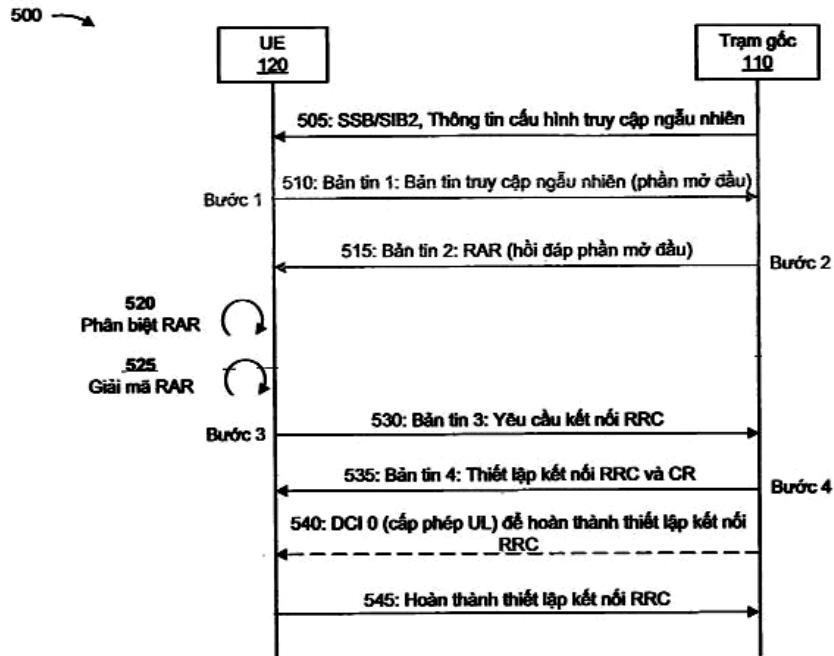 500
UE
120
Trạm gốc
110
505: SSB/SIB2, Thông tin cấu hình truy cập ngẫu nhiên
510: Bản tin 1: Bản tin truy cập ngẫu nhiên (phần mở đầu)
Bước 1
515: Bản tin 2: RAR (hồi đáp phần mở đầu)
Bước 2
520
Phân biệt RAR
525
Giải mã RAR
530: Bản tin 3: Yêu cầu kết nối RRC
Bước 3
535: Bản tin 4: Thiết lập kết nối RRC và CR
Bước 4
540: DCI 0 (cấp phép UL) để hoàn thành thiết lập kết nối
RRC
545: Hoàn thành thiết lập kết nối RRC